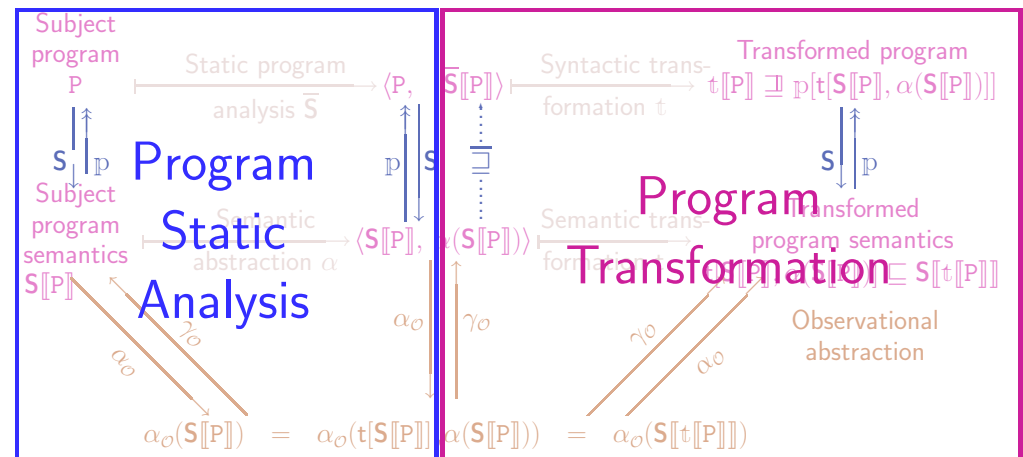 Subject
program
P
Static program
analysis S̅
⟨P, S̅⟦P⟧⟩
Syntactic trans-
formation 𝕥
Transformed program
𝕥⟦P⟧ ⊒ 𝕡[t[S⟦P⟧, α(S⟦P⟧)]]
S 𝕡
𝕡 S
⊑
S 𝕡
Program
Static
Analysis
Program
Transformation
Subject
program
semantics
S⟦P⟧
Semantic
abstraction α
⟨S⟦P⟧, α(S⟦P⟧)⟩
Semantic trans-
formation t
Transformed
program semantics
t[S⟦P⟧, α(S⟦P⟧)] ⊑ S⟦𝕥⟦P⟧⟧
α𝒪 γ𝒪
α𝒪 γ𝒪
γ𝒪 α𝒪
Observational
abstraction
α𝒪(S⟦P⟧) = α𝒪(t[S⟦P⟧], α(S⟦P⟧)) = α𝒪(S⟦𝕥⟦P⟧⟧)